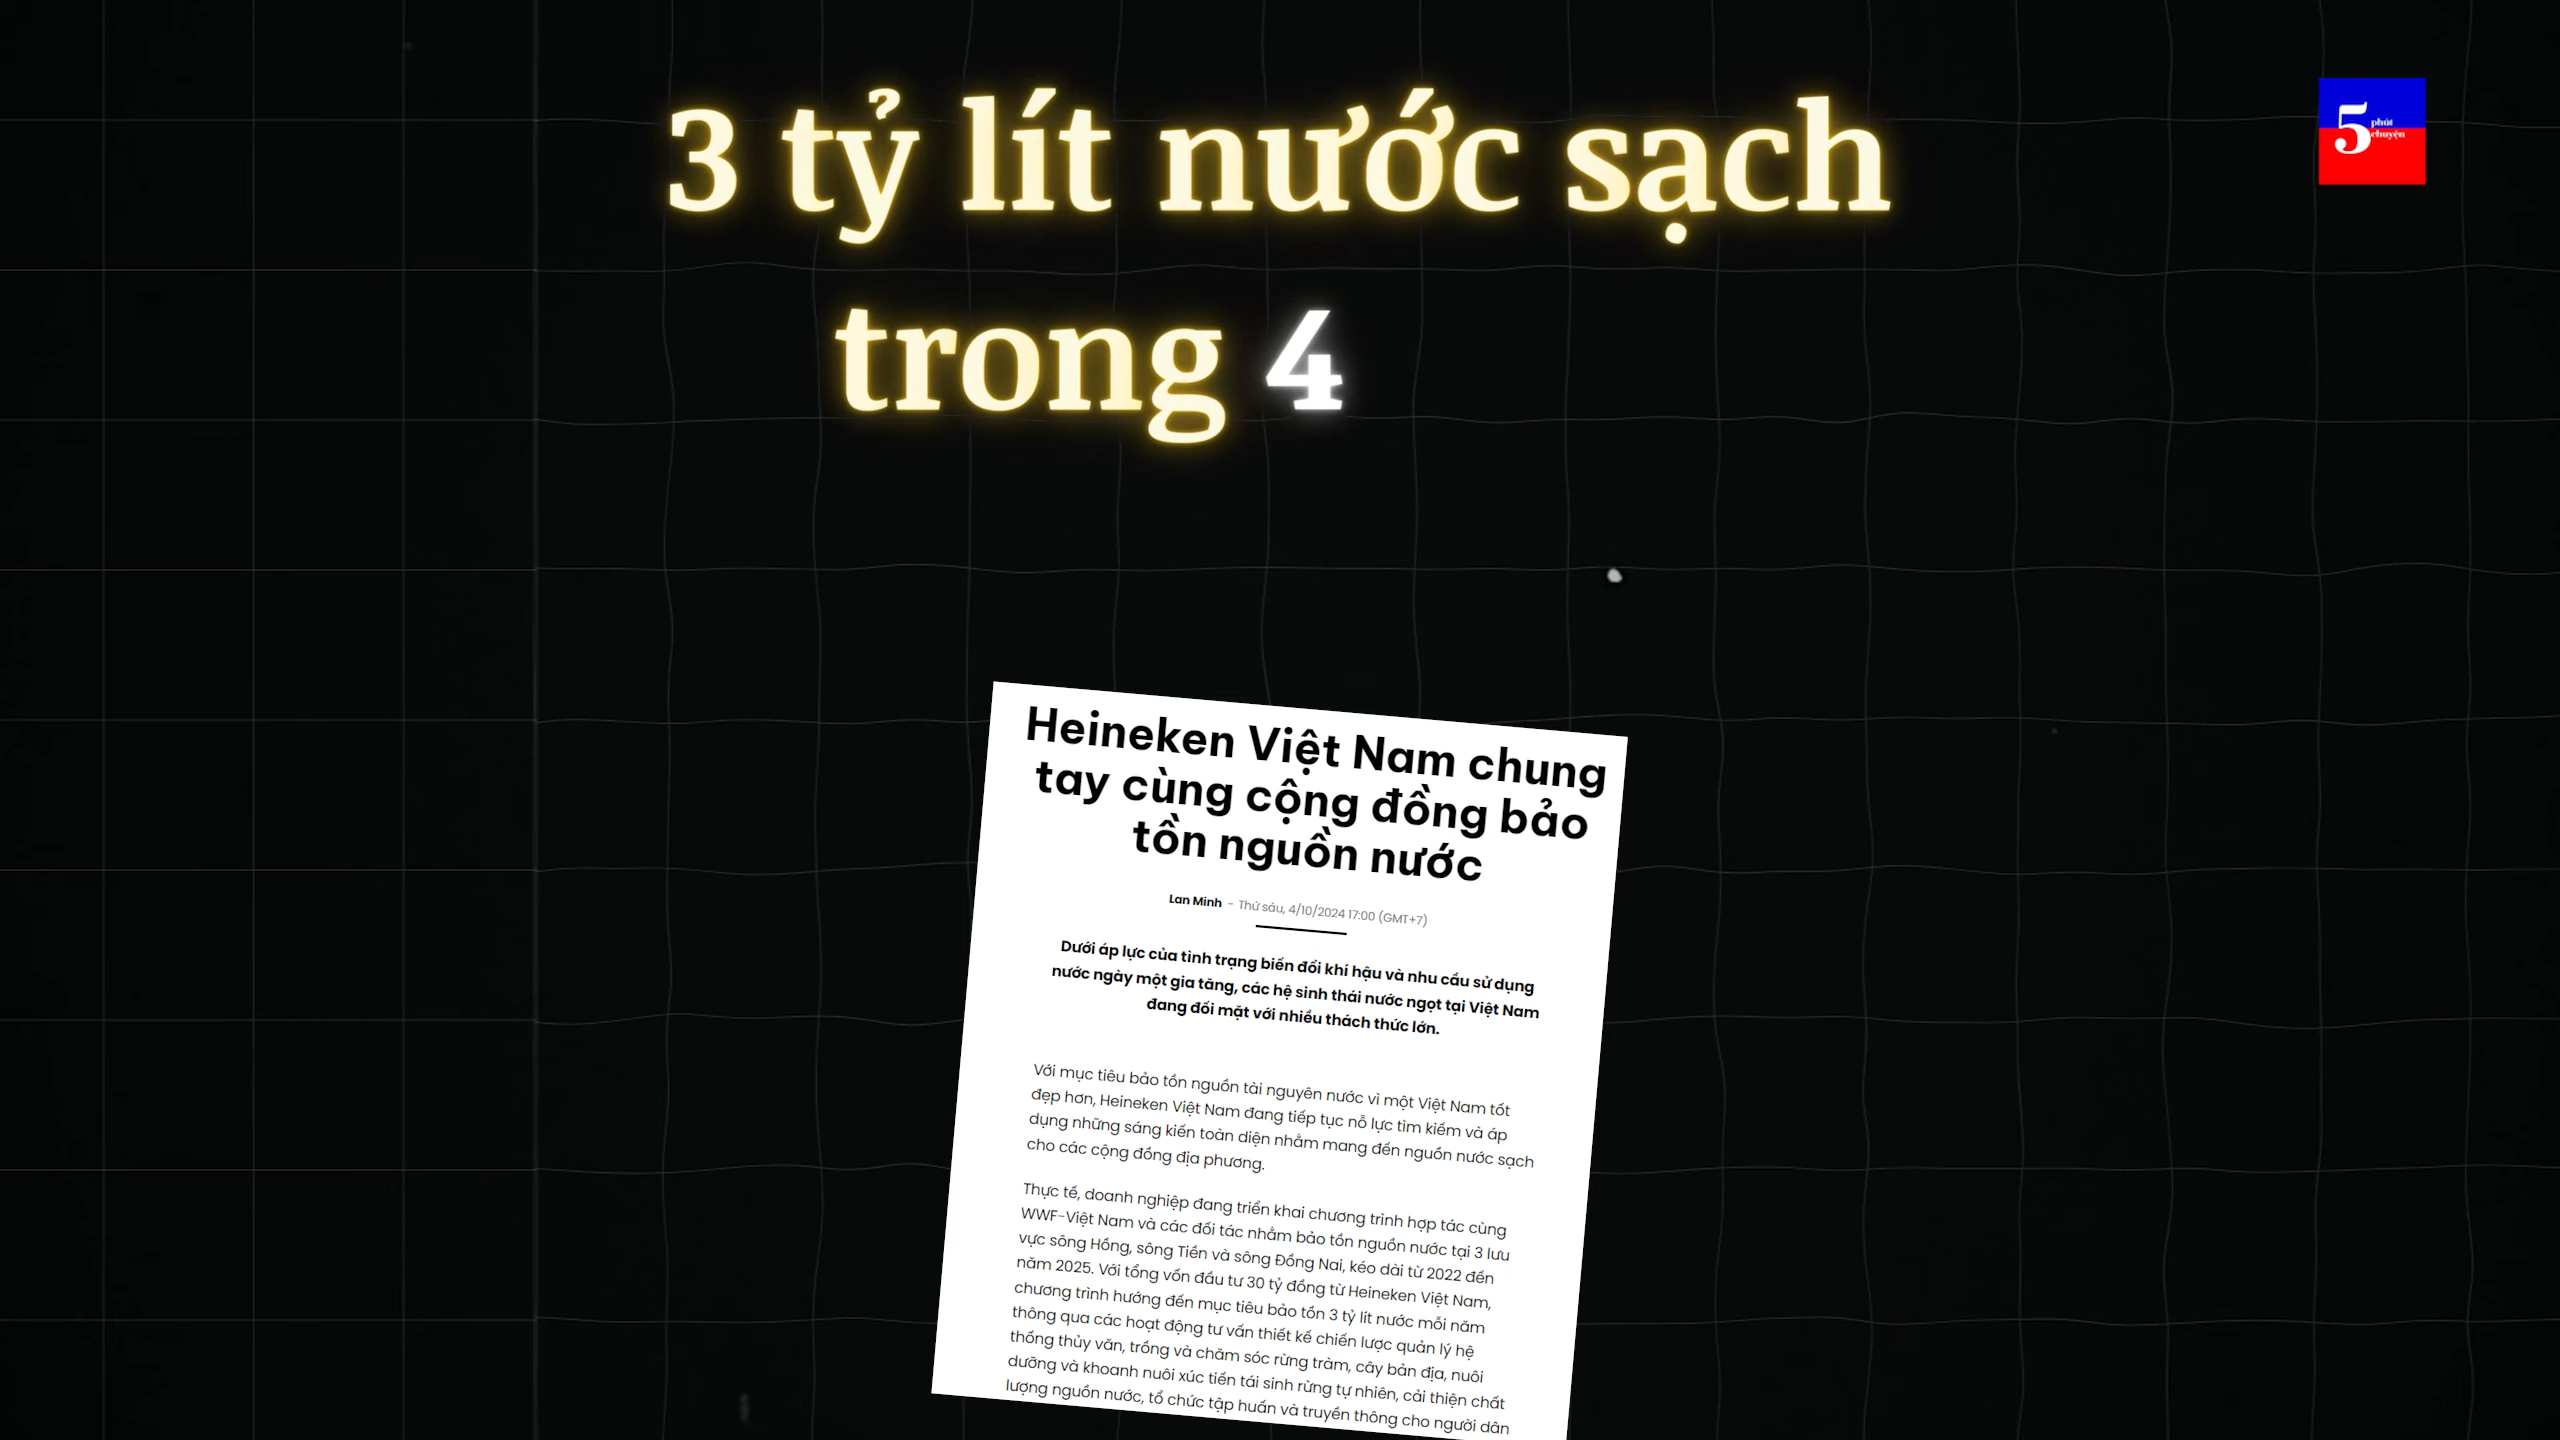 3 tỷ lít nước sạch
trong 4
5 phút
chuyện
Heineken Việt Nam chung
tay cùng cộng đồng bảo
tồn nguồn nước
Lan Minh - Thứ sáu, 4/10/2024 17:00 (GMT+7)
Dưới áp lực của tình trạng biến đổi khí hậu và nhu cầu sử dụng
nước ngày một gia tăng, các hệ sinh thái nước ngọt tại Việt Nam
đang đối mặt với nhiều thách thức lớn.
Với mục tiêu bảo tồn nguồn tài nguyên nước vì một Việt Nam tốt
đẹp hơn, Heineken Việt Nam đang tiếp tục nỗ lực tìm kiếm và áp
dụng những sáng kiến toàn diện nhằm mang đến nguồn nước sạch
cho các cộng đồng địa phương.
Thực tế, doanh nghiệp đang triển khai chương trình hợp tác cùng
WWF-Việt Nam và các đối tác nhằm bảo tồn nguồn nước tại 3 lưu
vực sông Hồng, sông Tiền và sông Đồng Nai, kéo dài từ 2022 đến
năm 2025. Với tổng vốn đầu tư 30 tỷ đồng từ Heineken Việt Nam,
chương trình hướng đến mục tiêu bảo tồn 3 tỷ lít nước mỗi năm
thông qua các hoạt động tư vấn thiết kế chiến lược quản lý hệ
thống thủy văn, trồng và chăm sóc rừng tràm, cây bản địa, nuôi
dưỡng và khoanh nuôi xúc tiến tái sinh rừng tự nhiên, cải thiện chất
lượng nguồn nước, tổ chức tập huấn và truyền thông cho người dân